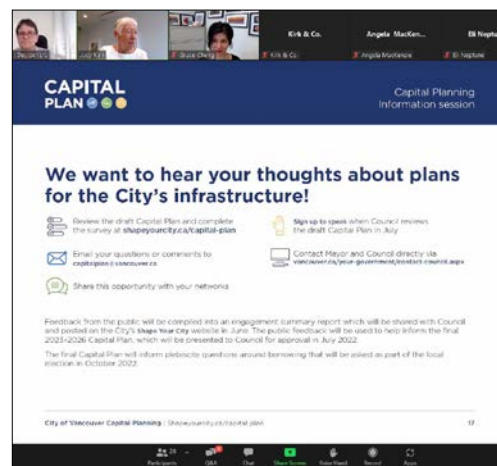 Judy Kirk
Bruce Cheng
Kirk & Co.
Angela MacKen...
Eli Neptu
Kirk & Co.
Angela MacKenzie
Eli Neptune
CAPITAL
PLAN
Capital Planning
Information session
We want to hear your thoughts about plans
for the City's infrastructure!
Review the draft Capital Plan and complete
the survey at shapeyourcity.ca/capital-plan
Email your questions or comments to
capitalplan@vancouver.ca
Share this opportunity with your networks
Sign up to speak when Council reviews
the draft Capital Plan in July
Contact Mayor and Council directly via
vancouver.ca/your-government/contact-council.aspx
Feedback from the public will be compiled into an engagement summary report which will be shared with Council
and posted on the City's Shape Your City website in June. The public feedback will be used to help inform the final
2023-2026 Capital Plan, which will be presented to Council for approval in July 2022.
The final Capital Plan will inform plebiscite questions around borrowing that will be asked as part of the local
election in October 2022.
City of Vancouver Capital Planning | Shapeyourcity.ca/capital-plan
17
28
Participants
Q&A
Chat
Share Screen
Raise Hand
Record
Apps